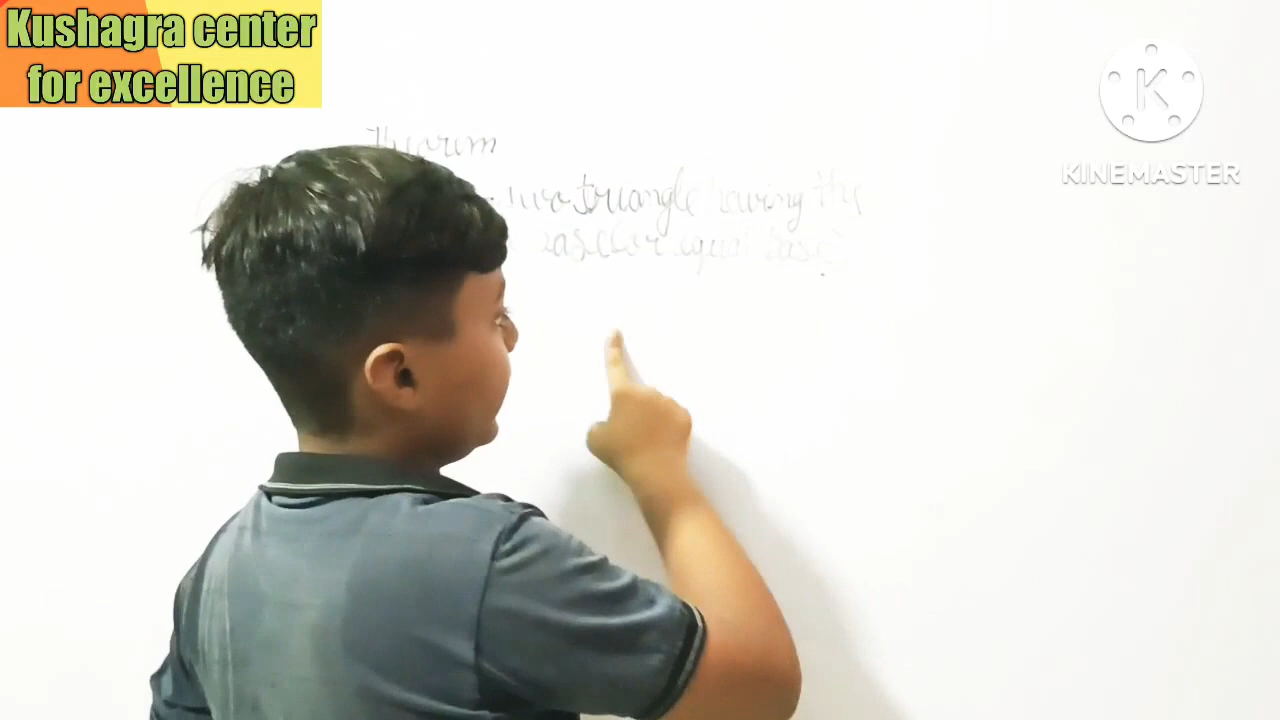 Kushagra center
for excellence
KINEMASTER
Theorem
two triangle having the
base (or equal base)